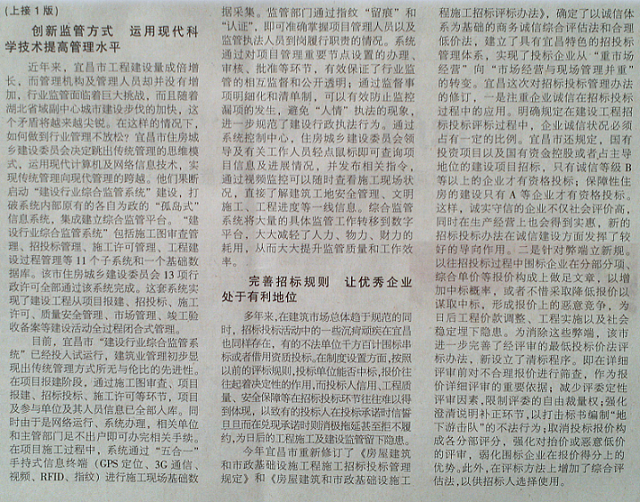 (上接1版)
创新监管方式 运用现代科
学技术提高管理水平
近年来，宜昌市工程建设量成倍增
长，而管理机构及管理人员却并没有增
加，行业监管面临着巨大挑战，而且随着
湖北省域副中心城市建设步伐的加快，这
个矛盾将越来越尖锐。在这样的情况下，
如何做到行业管理不放松？宜昌市住房城
乡建设委员会决定跳出传统管理的思维模
式，运用现代计算机及网络信息技术，实
现传统管理向现代管理的跨越。他们果断
启动“建设行业综合监管系统”建设，打
破系统内部原有的各自为政的“孤岛式”
信息系统，集成建立综合监管平台。“建
设行业综合监管系统”包括施工图审查管
理、招投标管理、施工许可管理、工程建
设过程管理等11个子系统和一个基础数
据库。该市住房城乡建设委员会13项行
政许可全部通过该系统完成。这套系统实
现了建设工程从项目报建、招投标、施工
许可、质量安全管理、市场管理、竣工验
收备案等建设活动全过程闭合式管理。
目前，宜昌市“建设行业综合监管系
统”已经投入试运行，建筑业管理初步显
现出传统管理方式所无与伦比的先进性。
在项目报建阶段，通过施工图审查、项目
报建、招投标、施工许可等环节，项目
及参与单位及其人员信息已全部入库。同
时由于是网络运行、系统办理，相关单位
和主管部门足不出户即可办完相关手续。
在项目施工过程中，系统通过“五合一”
手持式信息终端（GPS定位、3G通信、
视频、RFID、指纹）进行施工现场基础数
据采集。监管部门通过指纹“留痕”和
“认证”，即可准确掌握项目管理人员以及
监管执法人员到岗履行职责的情况。系统
通过对项目管理重要节点设置的办理、
审核、批准等环节，有效保证了行业监
管的相互监督和公开透明；通过监督事
项明细化和清单制，可以有效防止监控
漏项的发生，避免“人情”执法的现象，
进一步规范了建设行政执法行为。通过
系统控制中心，宜昌市住房城乡建设委员会领
导及有关工作人员轻点鼠标即可查询项
目信息及进展情况，并发布相关指令，
通过视频监控可以随时查看施工现场状
况，直接了解建筑工地安全管理、文明
施工、工程进度等一线信息。综合监管
系统将大量的具体监管工作转移到数字
平台，大大减轻了人力、物力、财力的
耗用，从而大大提升监管质量和工作效
率。
完善招标规则 让优秀企业
处于有利地位
多年来，在建筑市场总体趋于规范的同
时，招标投标活动中的一些沉疴顽疾在宜昌
也同样存在，有的不法单位千方百计围标串
标或者借用资质投标。在制度设置方面，按照
以前的评标规则，投标单位能否中标，报价往
往起着决定性的作用，而投标人信用、工程质
量、安全保障等在招标投标环节往往难以得
到体现，以致有的投标人在投标承诺时信誓
旦旦而在兑现承诺时则消极拖延甚至拒不履
约，为日后的工程施工及建设监管留下隐患。
今年宜昌市重新修订了《房屋建筑
和市政基础设施工程施工招标投标管理
规定》和《房屋建筑和市政基础设施工
程施工招标评标办法》，确定了以诚信体
系为基础的商务诚信综合评估法和合理
低价法，建立了具有宜昌特色的招投标
管理体系，实现了投标企业从“重市场
经营”向“市场经营与现场管理并重”
的转变。宜昌这次对招标投标管理办法
的修订，一是注重企业诚信在招标投标
过程中的应用。明确规定在建设工程招
标投标评标过程中，企业诚信状况必须
占有一定的比例。宜昌市还规定，国有
投资项目以及国有资金控股或者占主导
地位的建设项目招标，只有诚信等级B
等以上的企业才有资格投标；保障性住
房的建设只有A等企业才有资格投标。
这样，诚实守信的企业不仅社会评价高，
同时在生产经营上也会得到实惠，新的
招标投标办法在诚信建设方面发挥了较
好的导向作用。二是针对弊端立新规。
以往招投标过程中围标企业在分部分项、
综合单价等报价构成上做足文章，以增
加中标概率，或者不惜采取降低报价以
谋取中标，形成报价上的恶意竞争，为
日后工程价款调整、工程实施以及社会
稳定埋下隐患。为消除这些弊端，该市
进一步完善了经评审的最低投标价法评
标办法，新设立了清标程序。即在详细
评审前对不合理报价进行筛查，作为报
价详细评审的重要依据；减少评委定性
评审因素，限制评委的自由裁量权；强化
澄清说明补正环节，以打击标书编制“地
下游击队”的不法行为；取消投标报价构
成各分部评分，强化对抬价或恶意低价
的评审，弱化围标企业在报价得分上的
优势。此外，在评标方法上增加了综合评
估法，以供招标人选择使用。